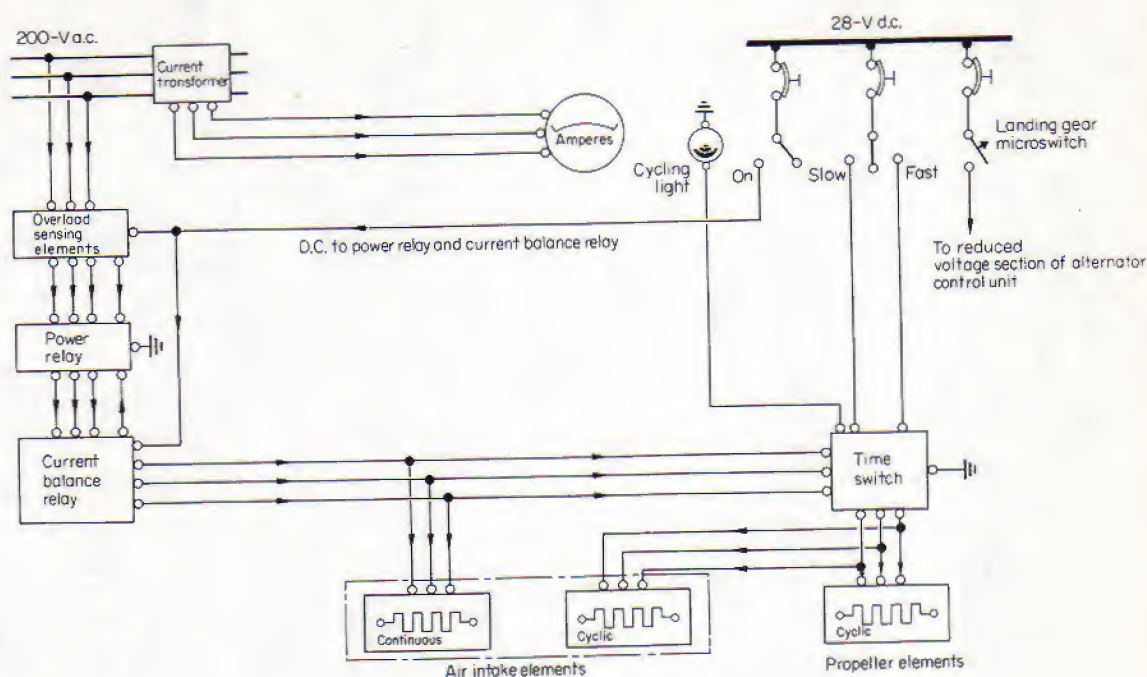 200-V a.c.
28-V d.c.
Current
transformer
Amperes
Landing gear
microswitch
Cycling
light
On
Slow
Fast
Overload
sensing
elements
D.C. to power relay and current balance relay
To reduced
voltage section of alternator
control unit
Power
relay
Current
balance
relay
Time
switch
Continuous
Cyclic
Cyclic
Air intake elements
Propeller elements